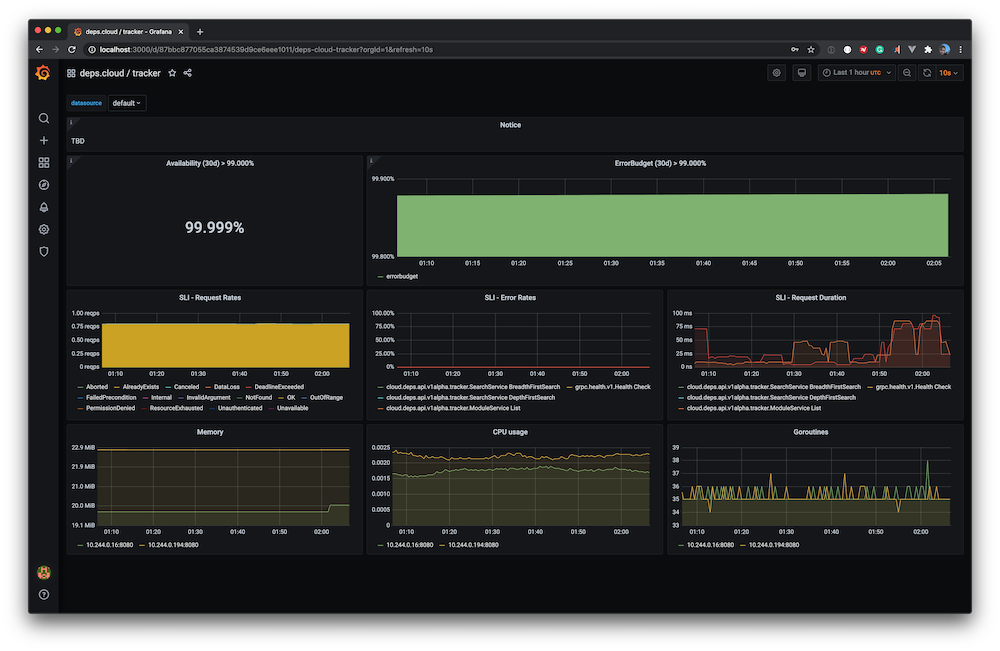 deps.cloud / tracker - Grafana
localhost:3000/d/87bbc877055ca3874539d9ce6eee1011/deps-cloud-tracker?orgId=1&refresh=10s
deps.cloud / tracker
Last 1 hour UTC
10s
datasource default
Notice
TBD
Availability (30d) > 99.000%
99.999%
ErrorBudget (30d) > 99.000%
99.900%
99.800%
01:10 01:15 01:20 01:25 01:30 01:35 01:40 01:45 01:50 01:55 02:00 02:05
errorbudget
SLI - Request Rates
1.00 reqps
0.75 reqps
0.50 reqps
0.25 reqps
0 reqps
01:10 01:20 01:30 01:40 01:50 02:00
Aborted AlreadyExists Canceled DataLoss DeadlineExceeded
FailedPrecondition Internal InvalidArgument NotFound OK OutOfRange
PermissionDenied ResourceExhausted Unauthenticated Unavailable
SLI - Error Rates
100.00%
75.00%
50.00%
25.00%
0%
01:10 01:20 01:30 01:40 01:50 02:00
cloud.deps.api.v1alpha.tracker.SearchService BreadthFirstSearch grpc.health.v1.Health Check
cloud.deps.api.v1alpha.tracker.SearchService DepthFirstSearch
cloud.deps.api.v1alpha.tracker.ModuleService List
SLI - Request Duration
100 ms
75 ms
50 ms
25 ms
0 ns
01:10 01:20 01:30 01:40 01:50 02:00
cloud.deps.api.v1alpha.tracker.SearchService BreadthFirstSearch grpc.health.v1.Health Check
cloud.deps.api.v1alpha.tracker.SearchService DepthFirstSearch
cloud.deps.api.v1alpha.tracker.ModuleService List
Memory
22.9 MiB
21.9 MiB
21.0 MiB
20.0 MiB
19.1 MiB
01:10 01:20 01:30 01:40 01:50 02:00
10.244.0.16:8080 10.244.0.194:8080
CPU usage
0.0025
0.0020
0.0015
0.0010
0.0005
0
01:10 01:20 01:30 01:40 01:50 02:00
10.244.0.16:8080 10.244.0.194:8080
Goroutines
39
38
37
36
35
34
33
01:10 01:20 01:30 01:40 01:50 02:00
10.244.0.16:8080 10.244.0.194:8080